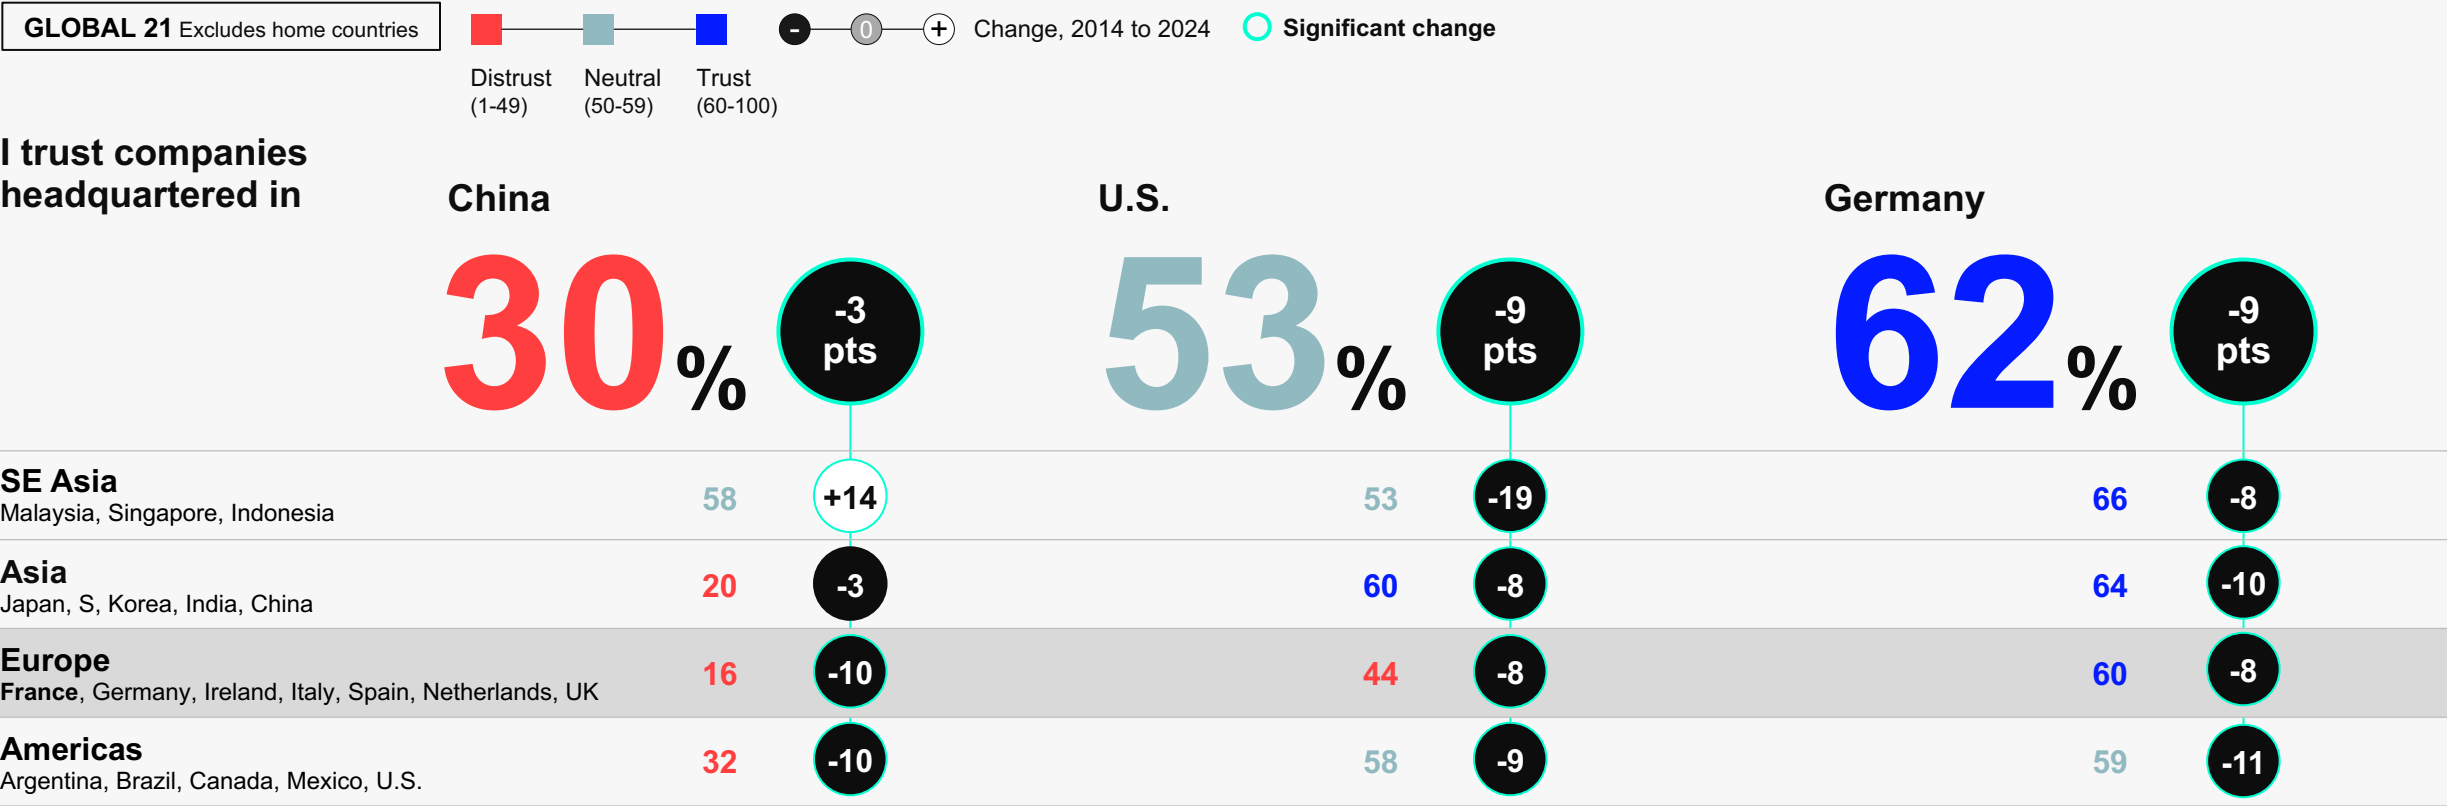 GLOBAL 21 Excludes home countries
- 0 + Change, 2014 to 2024
Significant change
Distrust Neutral Trust
(1-49) (50-59) (60-100)
I trust companies
headquartered in
China U.S. Germany
30% -3 pts 53% -9 pts 62% -9 pts
SE Asia
Malaysia, Singapore, Indonesia
58 +14 53 -19 66 -8
Asia
Japan, S, Korea, India, China
20 -3 60 -8 64 -10
Europe
France, Germany, Ireland, Italy, Spain, Netherlands, UK
16 -10 44 -8 60 -8
Americas
Argentina, Brazil, Canada, Mexico, U.S.
32 -10 58 -9 59 -11